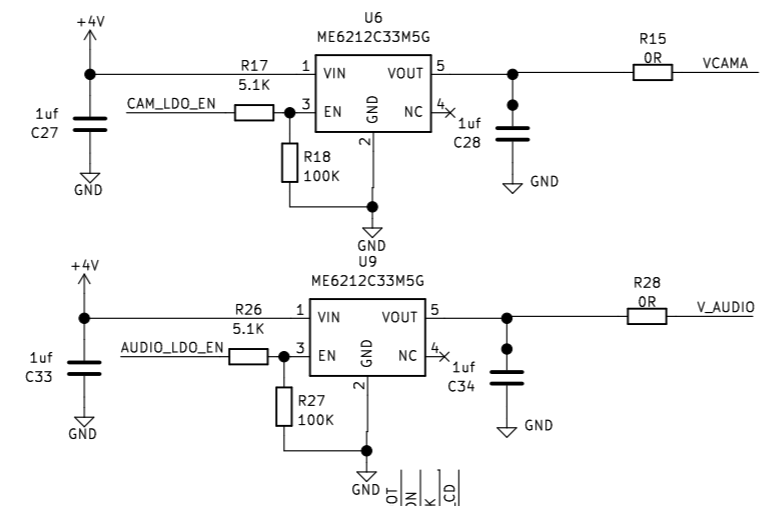 +4V
U6
ME6212C33M5G
R15
0R
VCAMA
R17
5.1K
1
VIN
VOUT
5
CAM_LDO_EN
3
EN
GND
NC
4
2
1uf
C27
1uf
C28
R18
100K
GND
GND
GND
+4V
U9
ME6212C33M5G
R28
0R
V_AUDIO
R26
5.1K
1
VIN
VOUT
5
AUDIO_LDO_EN
3
EN
GND
NC
4
2
1uf
C33
1uf
C34
R27
100K
GND
GND
GND
OT
ON
K
LCD